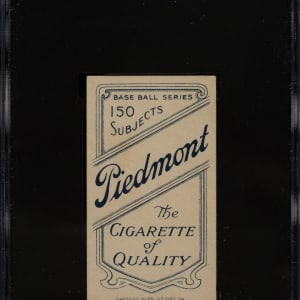 BASE BALL SERIES
150
SUBJECTS
Piedmont
The
CIGARETTE
of
QUALITY